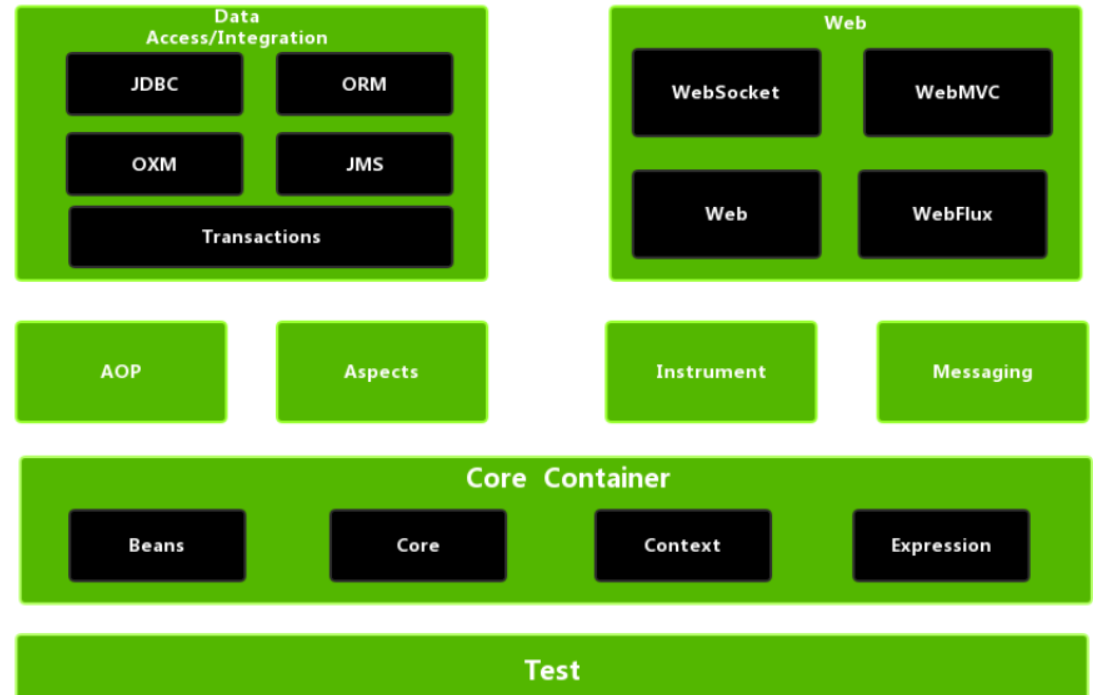 Data
Access/Integration
JDBC
ORM
OXM
JMS
Transactions
Web
WebSocket
WebMVC
Web
WebFlux
AOP
Aspects
Instrument
Messaging
Core Container
Beans
Core
Context
Expression
Test